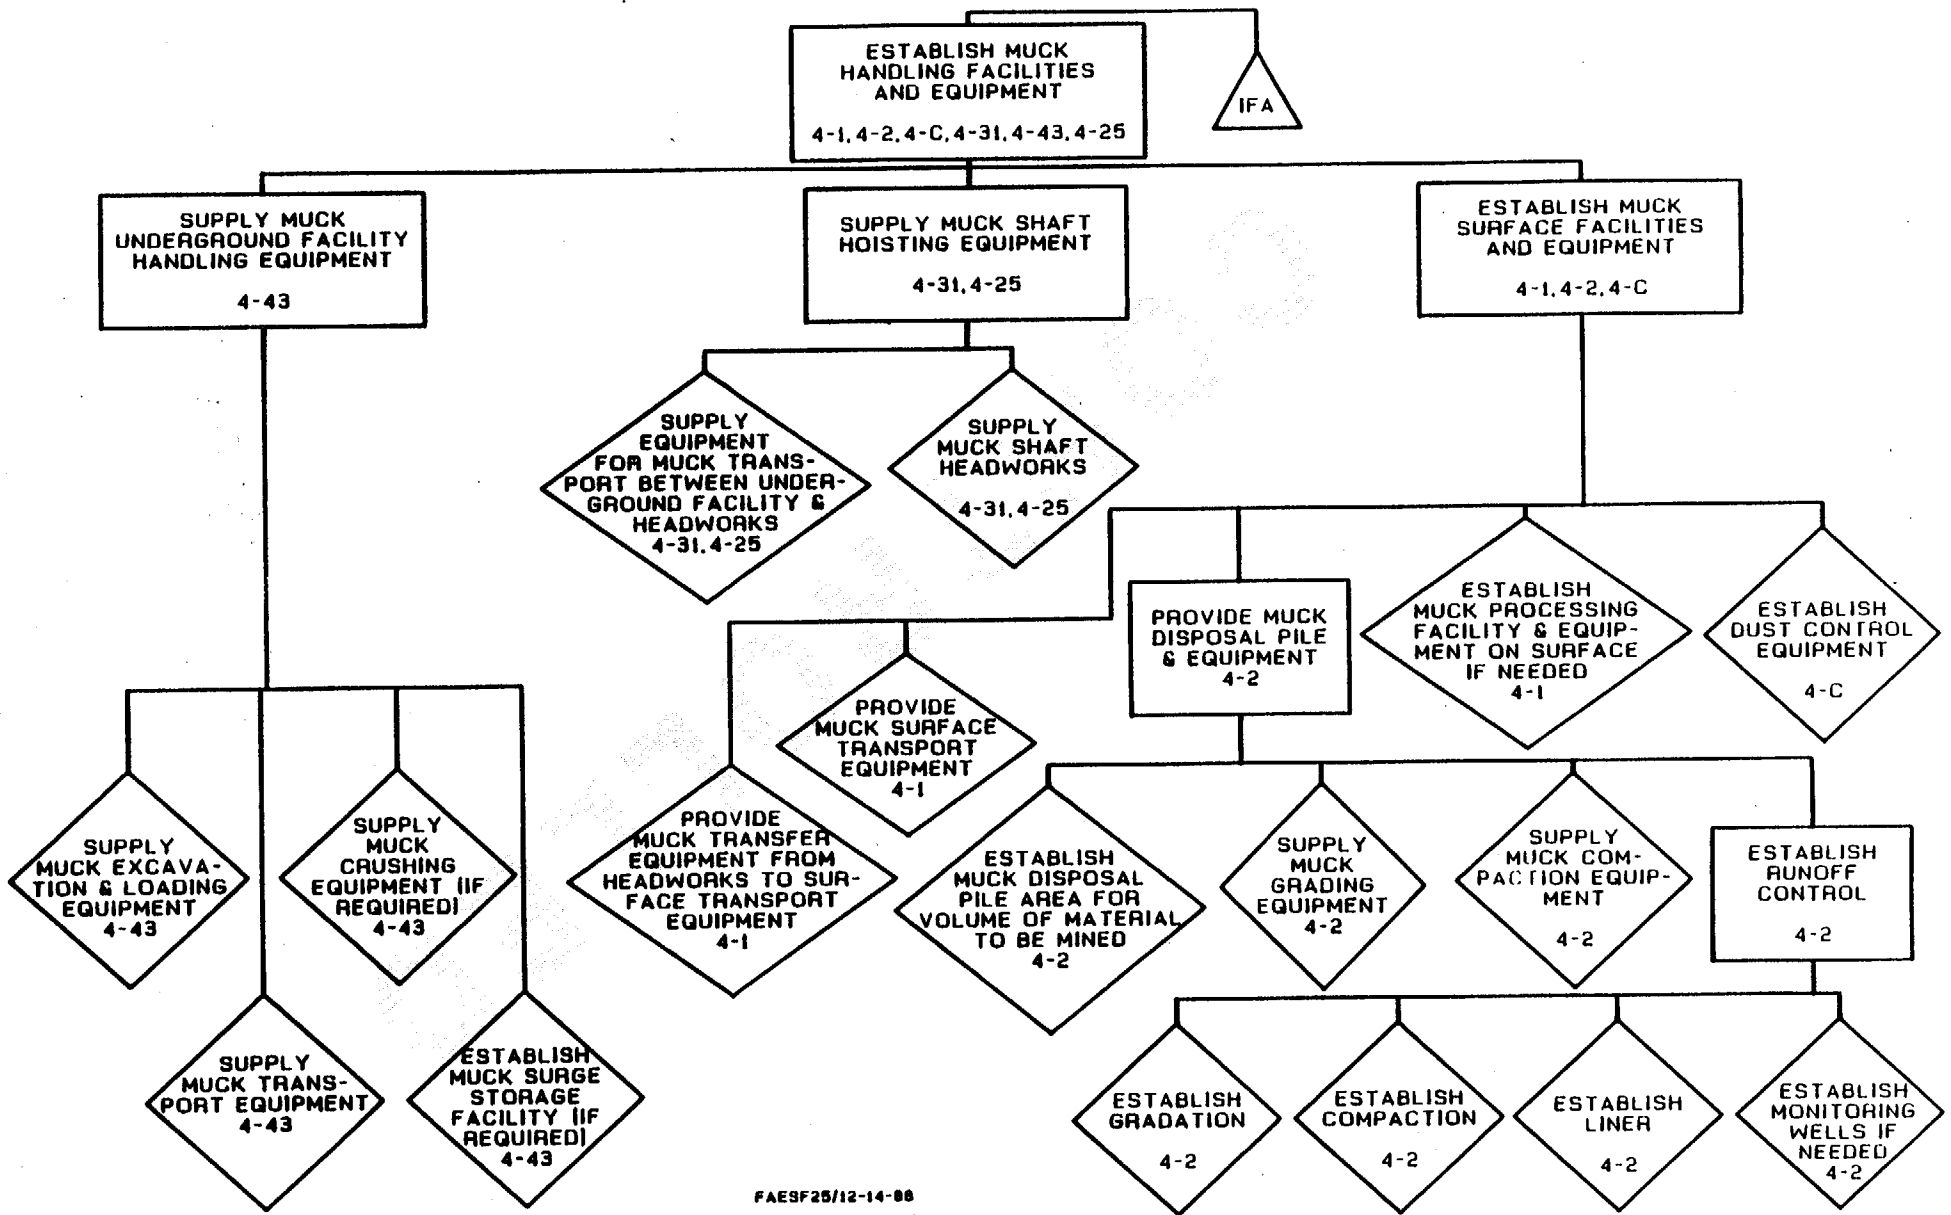 ESTABLISH MUCK
HANDLING FACILITIES
AND EQUIPMENT
4-1,4-2,4-C,4-31,4-43,4-25
IFA
SUPPLY MUCK
UNDERGROUND FACILITY
HANDLING EQUIPMENT
4-43
SUPPLY MUCK SHAFT
HOISTING EQUIPMENT
4-31,4-25
ESTABLISH MUCK
SURFACE FACILITIES
AND EQUIPMENT
4-1,4-2,4-C
SUPPLY
EQUIPMENT
FOR MUCK TRANS-
PORT BETWEEN UNDER-
GROUND FACILITY &
HEADWORKS
4-31,4-25
SUPPLY
MUCK SHAFT
HEADWORKS
4-31,4-25
PROVIDE MUCK
DISPOSAL PILE
& EQUIPMENT
4-2
ESTABLISH
MUCK PROCESSING
FACILITY & EQUIP-
MENT ON SURFACE
IF NEEDED
4-1
ESTABLISH
DUST CONTROL
EQUIPMENT
4-C
PROVIDE
MUCK SURFACE
TRANSPORT
EQUIPMENT
4-1
PROVIDE
MUCK TRANSFER
EQUIPMENT FROM
HEADWORKS TO SUR-
FACE TRANSPORT
EQUIPMENT
4-1
SUPPLY
MUCK EXCAVA-
TION & LOADING
EQUIPMENT
4-43
SUPPLY
MUCK
CRUSHING
EQUIPMENT (IF
REQUIRED)
4-43
ESTABLISH
MUCK DISPOSAL
PILE AREA FOR
VOLUME OF MATERIAL
TO BE MINED
4-2
SUPPLY
MUCK
GRADING
EQUIPMENT
4-2
SUPPLY
MUCK COM-
PACTION EQUIP-
MENT
4-2
ESTABLISH
RUNOFF
CONTROL
4-2
SUPPLY
MUCK TRANS-
PORT EQUIPMENT
4-43
ESTABLISH
MUCK SURGE
STORAGE
FACILITY (IF
REQUIRED)
4-43
ESTABLISH
GRADATION
4-2
ESTABLISH
COMPACTION
4-2
ESTABLISH
LINER
4-2
ESTABLISH
MONITORING
WELLS IF
NEEDED
4-2
FAESF25/12-14-88